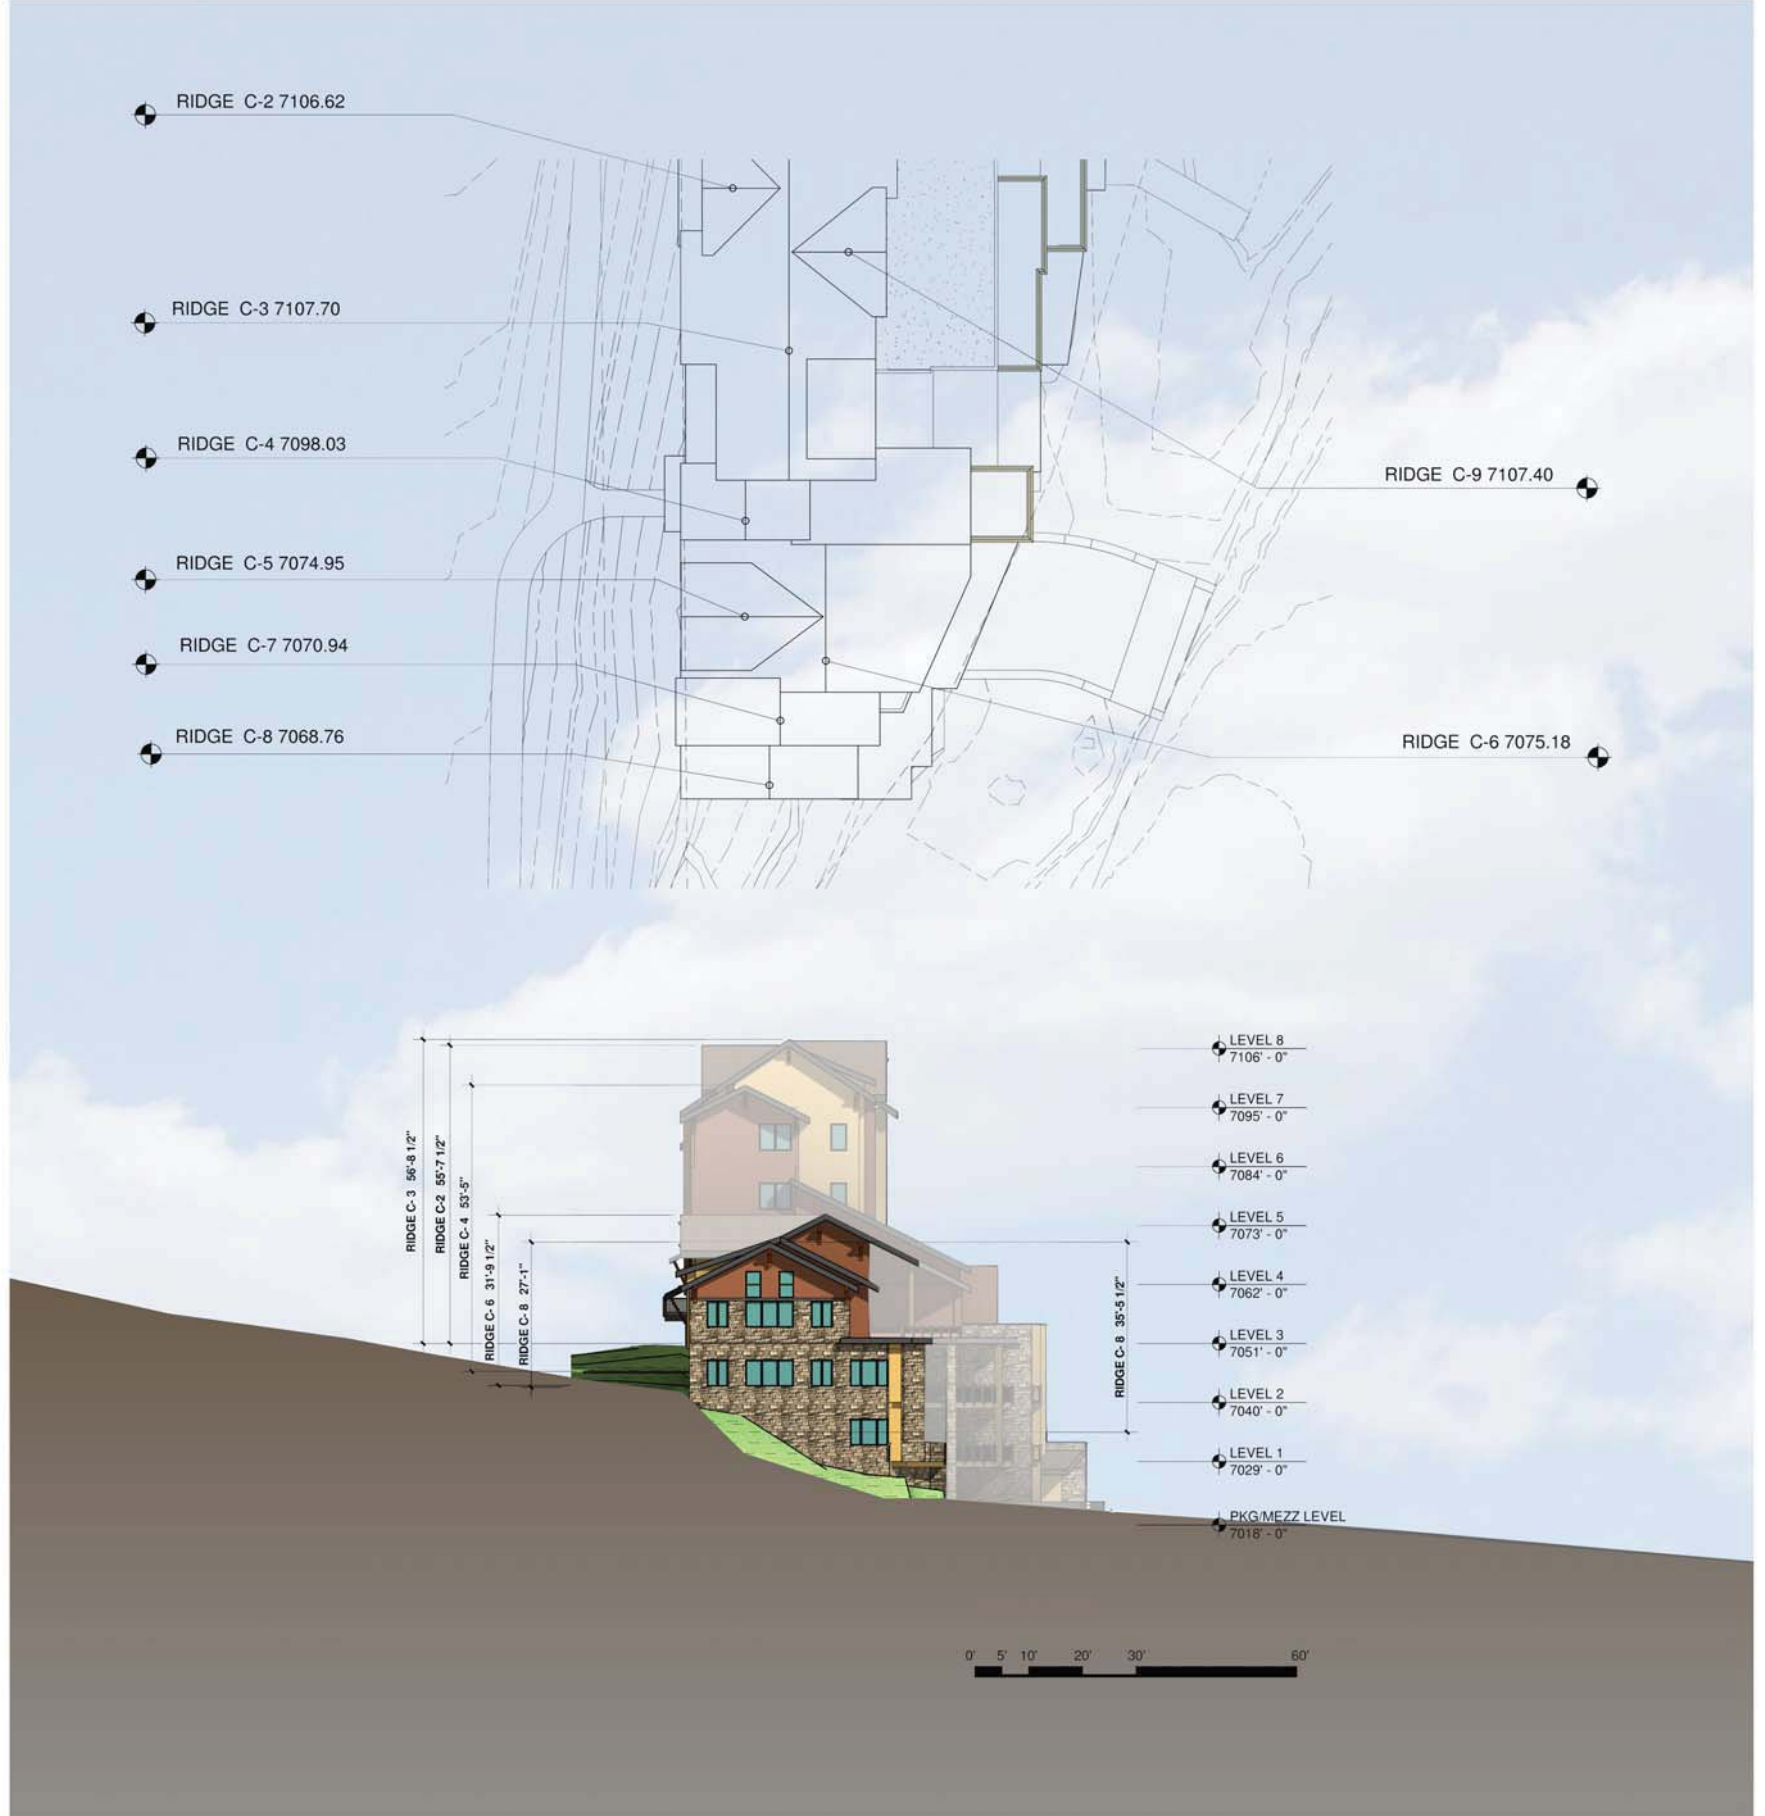 RIDGE C-2 7106.62
RIDGE C-3 7107.70
RIDGE C-4 7098.03
RIDGE C-9 7107.40
RIDGE C-5 7074.95
RIDGE C-7 7070.94
RIDGE C-8 7068.76
RIDGE C-6 7075.18
RIDGE C- 3 56'-8 1/2"
RIDGE C-2 55'-7 1/2"
RIDGE C- 4 53'-5"
RIDGE C- 6 31'-9 1/2"
RIDGE C- 8 27'-1"
RIDGE C- 8 35'-5 1/2"
LEVEL 8
7106' - 0"
LEVEL 7
7095' - 0"
LEVEL 6
7084' - 0"
LEVEL 5
7073' - 0"
LEVEL 4
7062' - 0"
LEVEL 3
7051' - 0"
LEVEL 2
7040' - 0"
LEVEL 1
7029' - 0"
PKG/MEZZ LEVEL
7018' - 0"
0' 5' 10' 20' 30' 60'